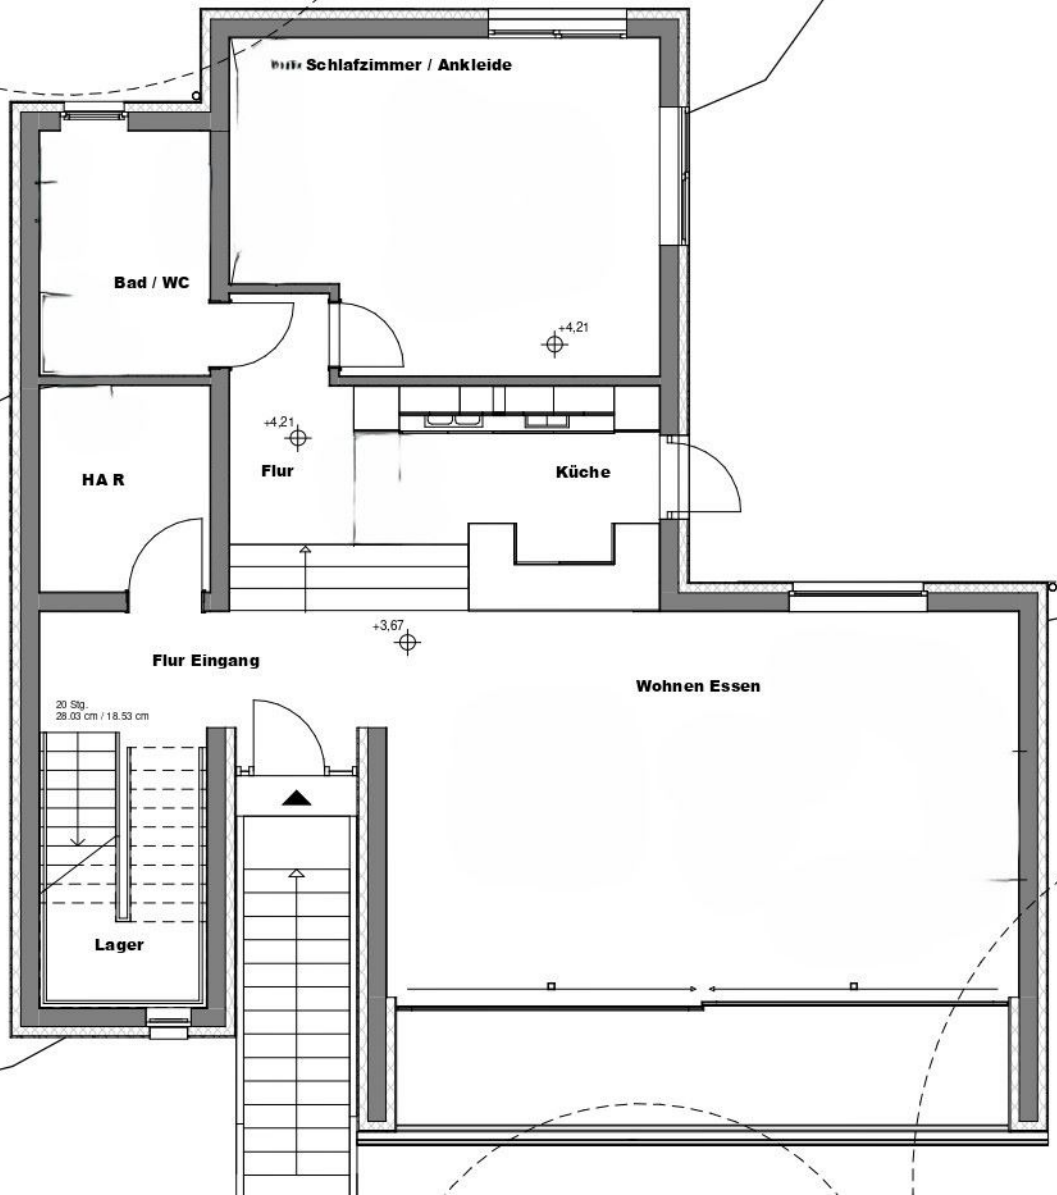 Schlafzimmer / Ankleide
Bad / WC
+4,21
+4,21
Flur
Küche
HA R
+3,67
Flur Eingang
Wohnen Essen
20 Stg.
28.03 cm / 18.53 cm
Lager